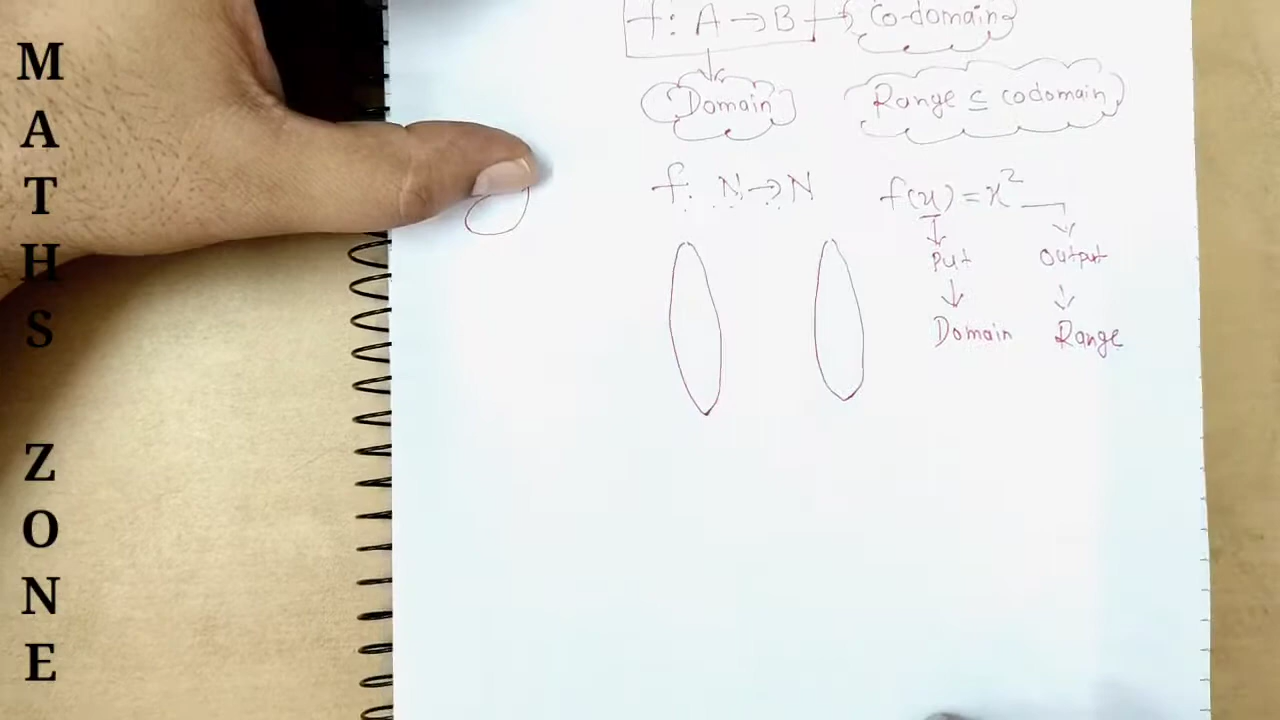 MATHS ZONE
f: A → B → Co-domain
Domain
Range ⊆ codomain
f: N → N
f(x) = x²
Put
Output
Domain
Range